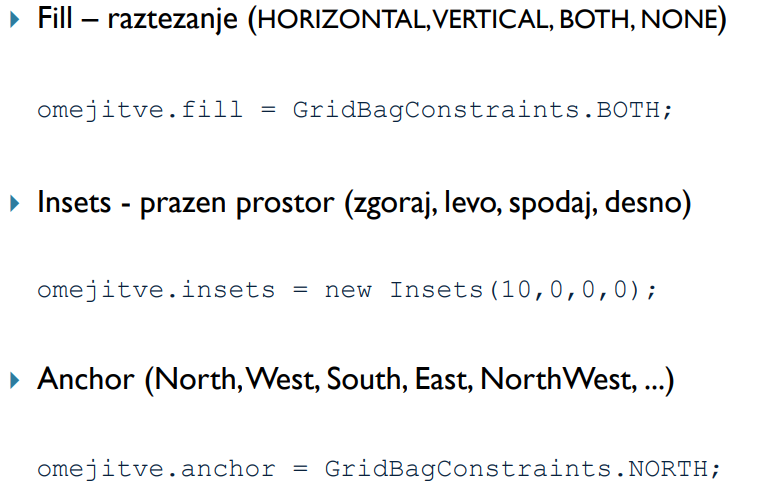 Fill – raztezanje (HORIZONTAL, VERTICAL, BOTH, NONE)
omejitve.fill = GridBagConstraints.BOTH;
Insets - prazen prostor (zgoraj, levo, spodaj, desno)
omejitve.insets = new Insets(10,0,0,0);
Anchor (North, West, South, East, NorthWest, ...)
omejitve.anchor = GridBagConstraints.NORTH;